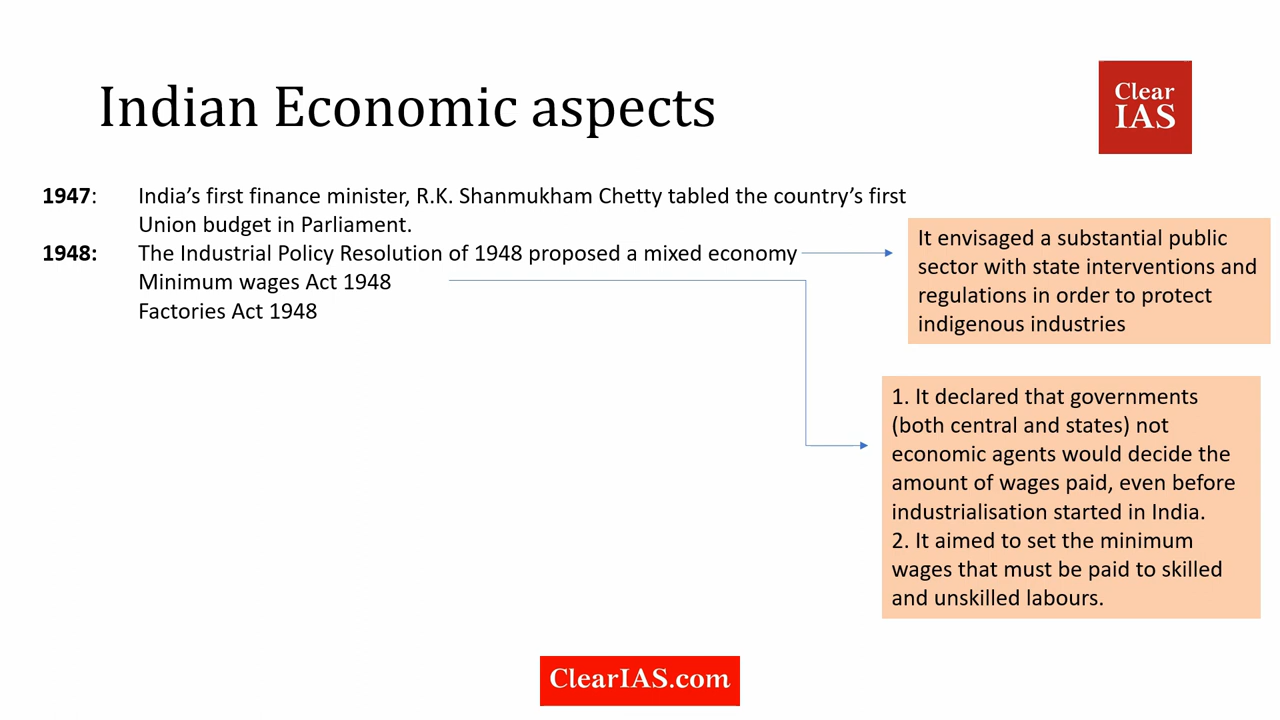 Indian Economic aspects
Clear
IAS
1947: India’s first finance minister, R.K. Shanmukham Chetty tabled the country’s first
Union budget in Parliament.
1948: The Industrial Policy Resolution of 1948 proposed a mixed economy
Minimum wages Act 1948
Factories Act 1948
It envisaged a substantial public
sector with state interventions and
regulations in order to protect
indigenous industries
1. It declared that governments
(both central and states) not
economic agents would decide the
amount of wages paid, even before
industrialisation started in India.
2. It aimed to set the minimum
wages that must be paid to skilled
and unskilled labours.
ClearIAS.com